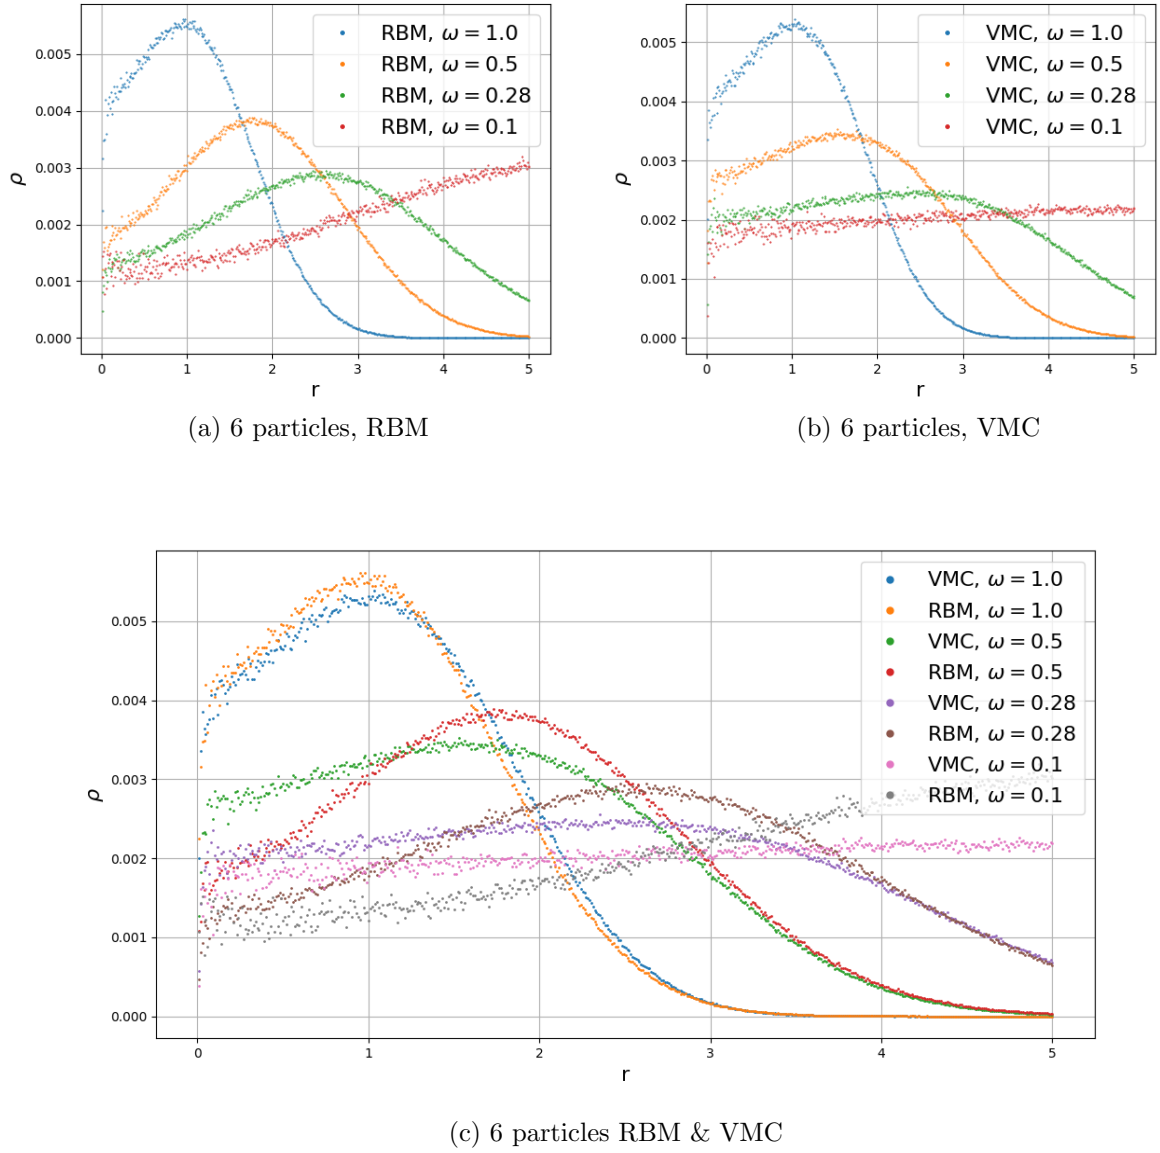 RBM, ω = 1.0
RBM, ω = 0.5
RBM, ω = 0.28
RBM, ω = 0.1
0.005
0.004
0.003
0.002
0.001
0.000
ρ
0 1 2 3 4 5
r
(a) 6 particles, RBM
VMC, ω = 1.0
VMC, ω = 0.5
VMC, ω = 0.28
VMC, ω = 0.1
0.005
0.004
0.003
0.002
0.001
0.000
ρ
0 1 2 3 4 5
r
(b) 6 particles, VMC
VMC, ω = 1.0
RBM, ω = 1.0
VMC, ω = 0.5
RBM, ω = 0.5
VMC, ω = 0.28
RBM, ω = 0.28
VMC, ω = 0.1
RBM, ω = 0.1
0.005
0.004
0.003
0.002
0.001
0.000
ρ
0 1 2 3 4 5
r
(c) 6 particles RBM & VMC